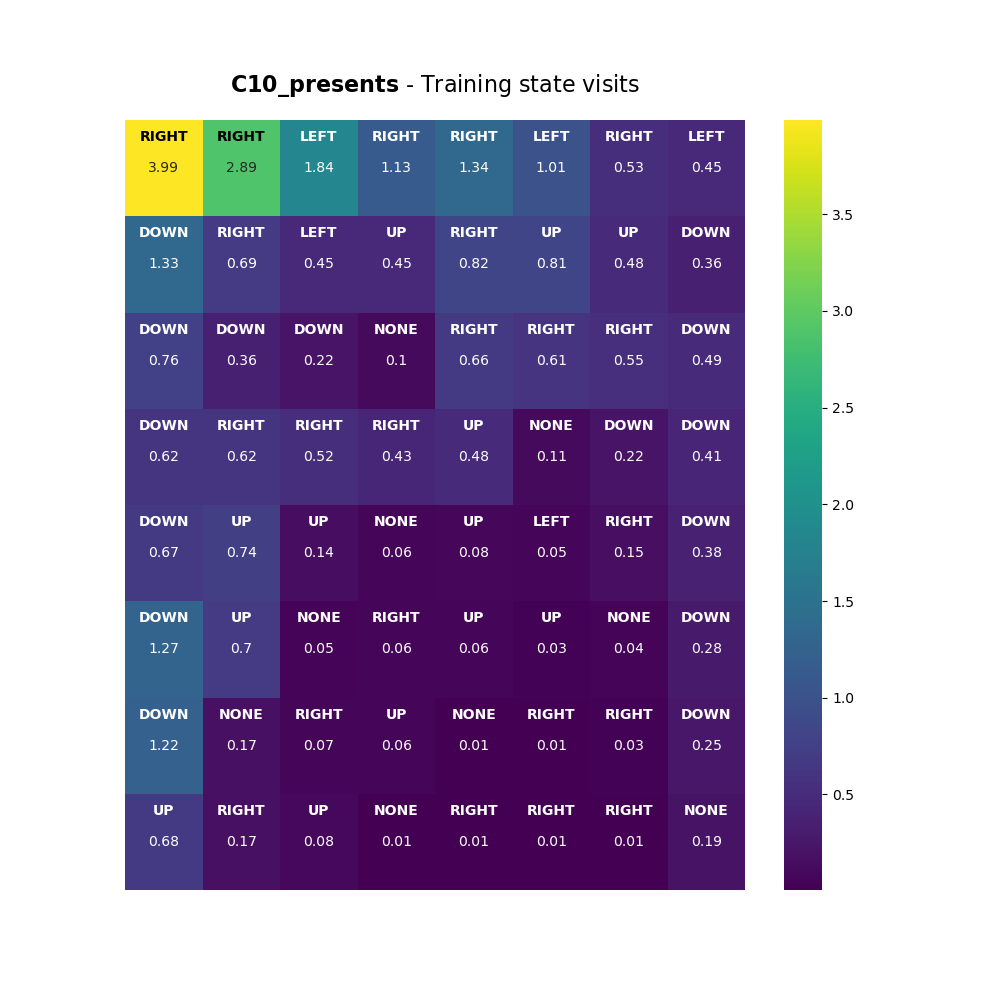 C10_presents - Training state visits
RIGHT RIGHT LEFT RIGHT RIGHT LEFT RIGHT LEFT
3.99 2.89 1.84 1.13 1.34 1.01 0.53 0.45
DOWN RIGHT LEFT UP RIGHT UP UP DOWN
1.33 0.69 0.45 0.45 0.82 0.81 0.48 0.36
DOWN DOWN DOWN NONE RIGHT RIGHT RIGHT DOWN
0.76 0.36 0.22 0.1 0.66 0.61 0.55 0.49
DOWN RIGHT RIGHT RIGHT UP NONE DOWN DOWN
0.62 0.62 0.52 0.43 0.48 0.11 0.22 0.41
DOWN UP UP NONE UP LEFT RIGHT DOWN
0.67 0.74 0.14 0.06 0.08 0.05 0.15 0.38
DOWN UP NONE RIGHT UP UP NONE DOWN
1.27 0.7 0.05 0.06 0.06 0.03 0.04 0.28
DOWN NONE RIGHT UP NONE RIGHT RIGHT DOWN
1.22 0.17 0.07 0.06 0.01 0.01 0.03 0.25
UP RIGHT UP NONE RIGHT RIGHT RIGHT NONE
0.68 0.17 0.08 0.01 0.01 0.01 0.01 0.19
3.5
3.0
2.5
2.0
1.5
1.0
0.5